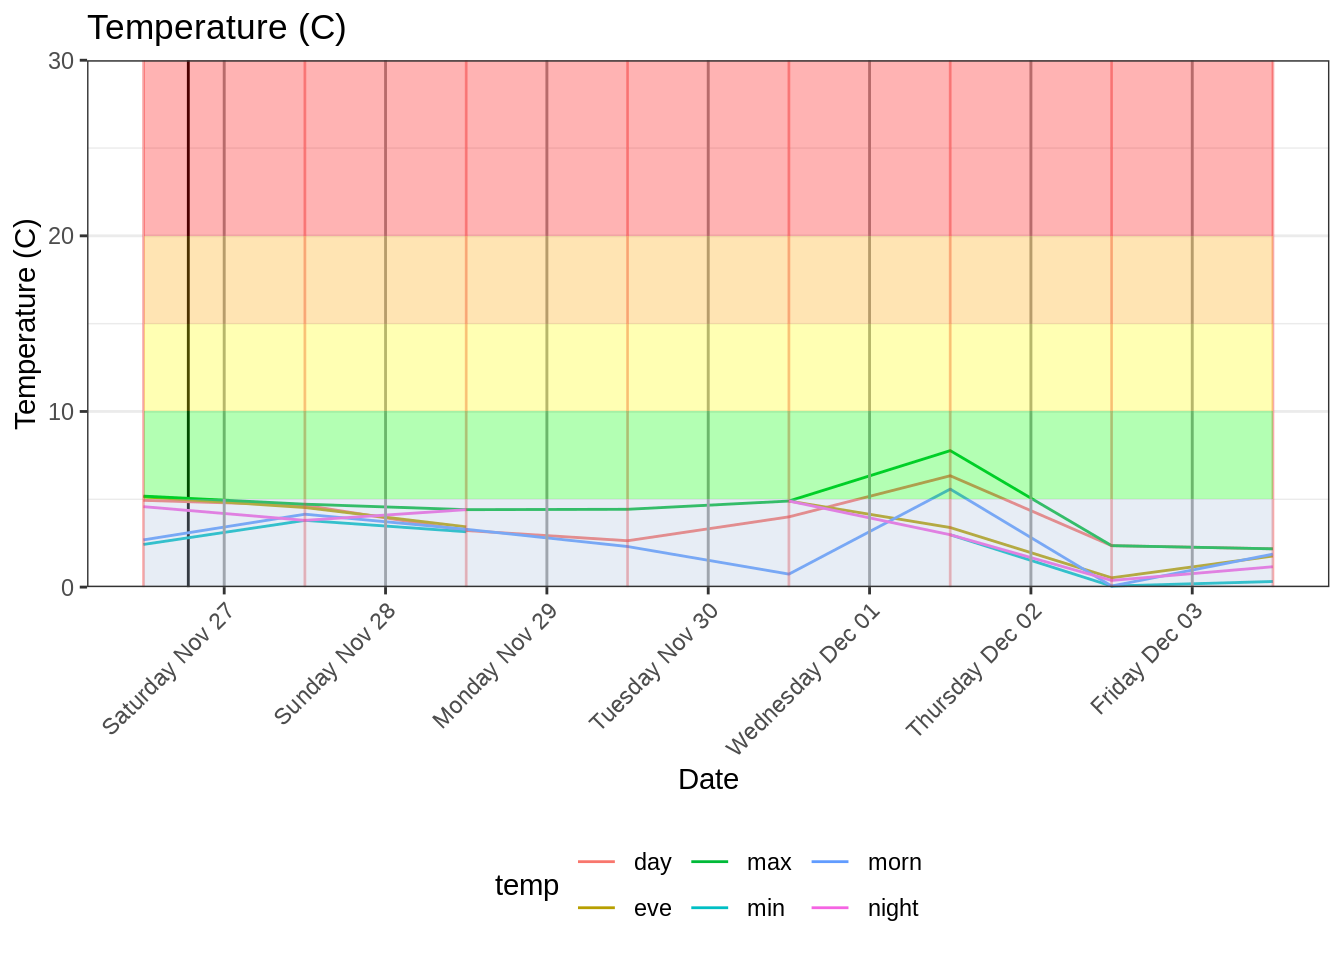 Temperature (C)
Temperature (C)
30
20
10
0
Saturday Nov 27
Sunday Nov 28
Monday Nov 29
Tuesday Nov 30
Wednesday Dec 01
Thursday Dec 02
Friday Dec 03
Date
temp
day
max
morn
eve
min
night